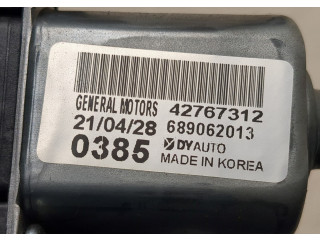 GENERAL MOTORS 42767312
21/04/28 689062013
0385 DYAUTO
MADE IN KOREA